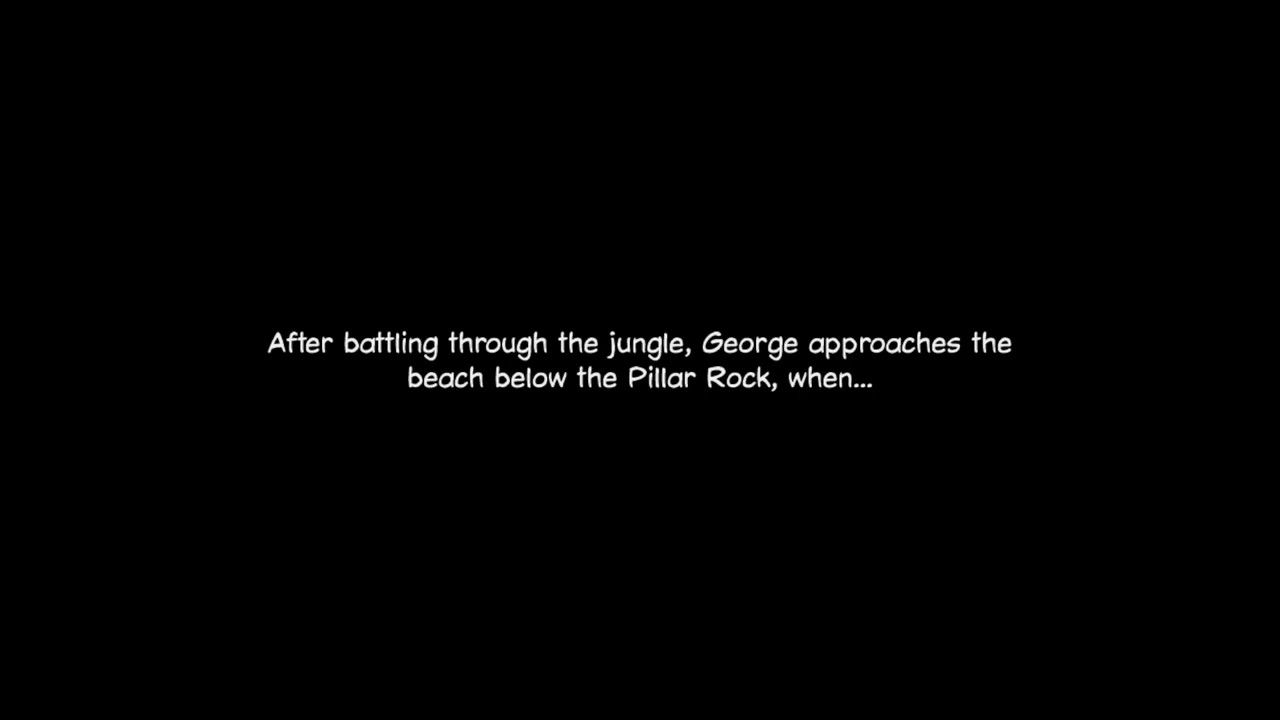 After battling through the jungle, George approaches the
beach below the Pillar Rock, when...